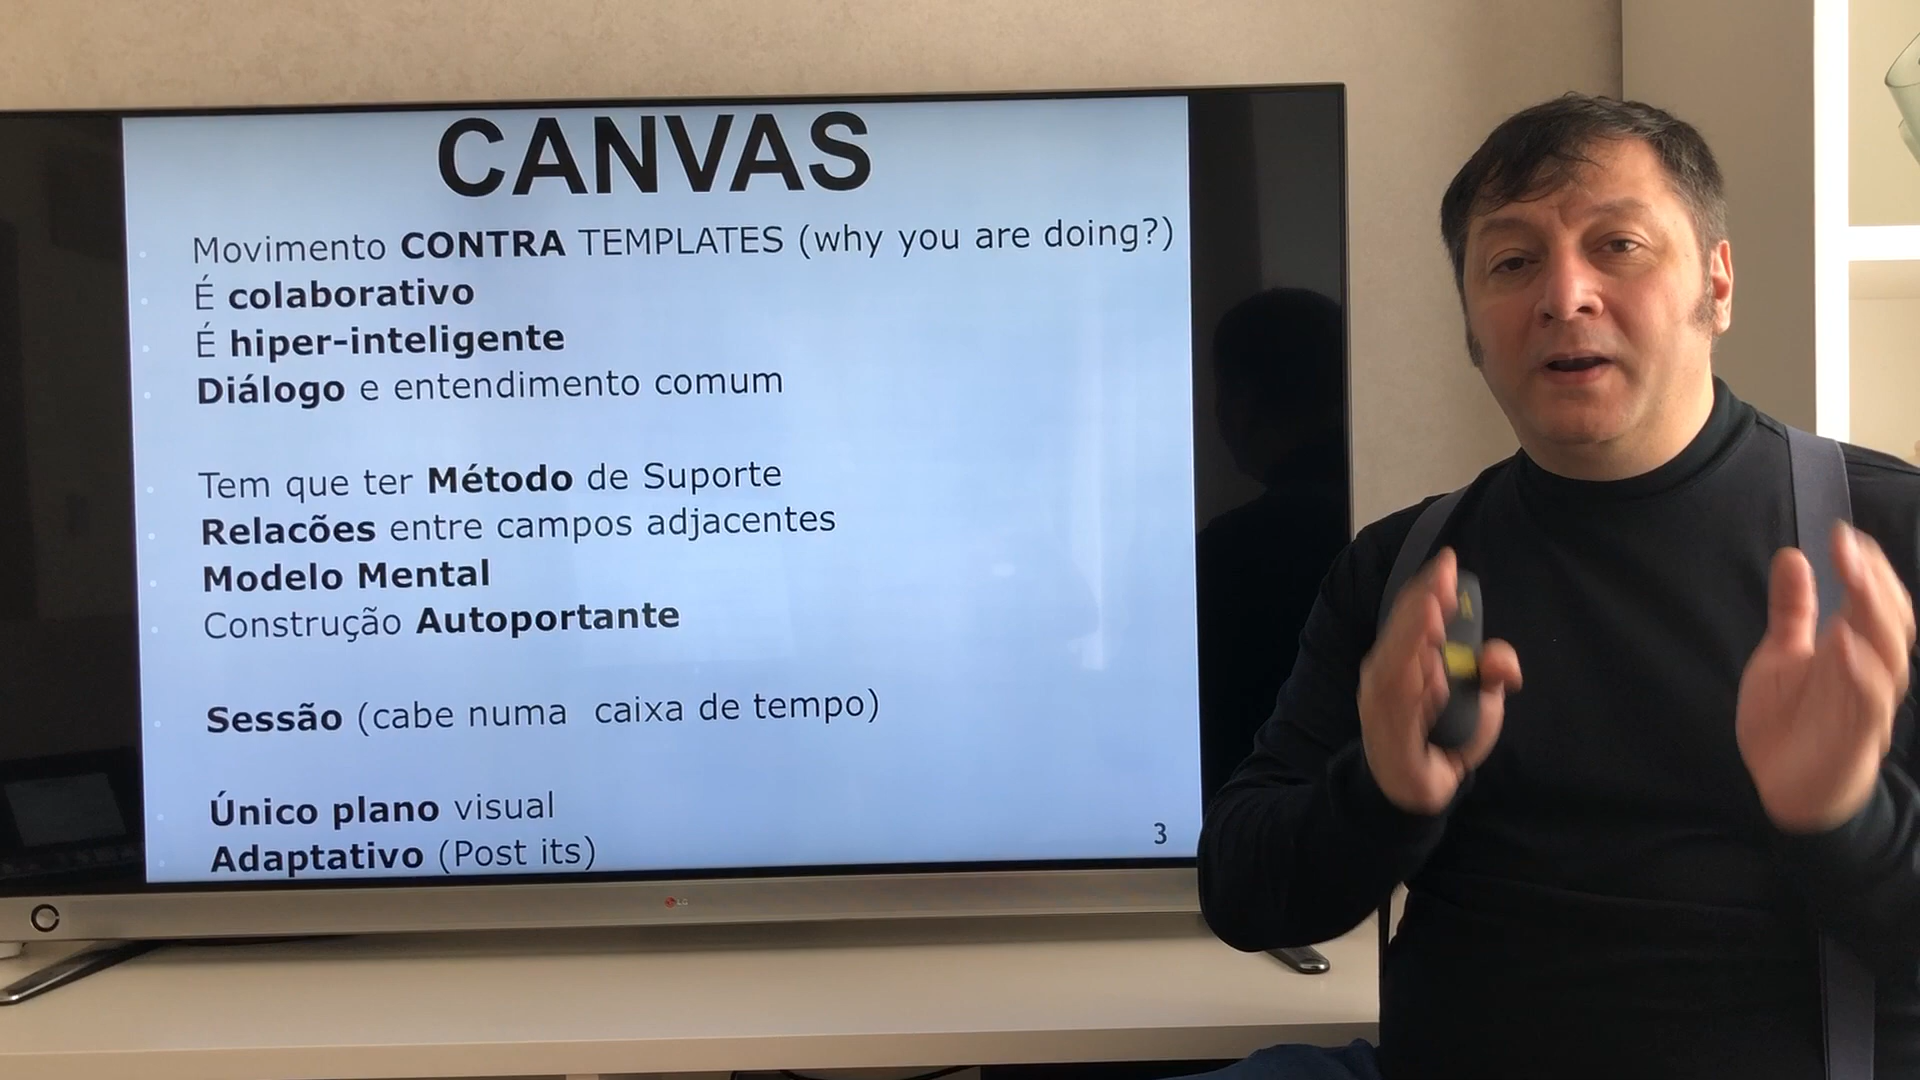 CANVAS
Movimento CONTRA TEMPLATES (why you are doing?)
É colaborativo
É hiper-inteligente
Diálogo e entendimento comum
Tem que ter Método de Suporte
Relacões entre campos adjacentes
Modelo Mental
Construção Autoportante
Sessão (cabe numa caixa de tempo)
Único plano visual
Adaptativo (Post its)
3
LG